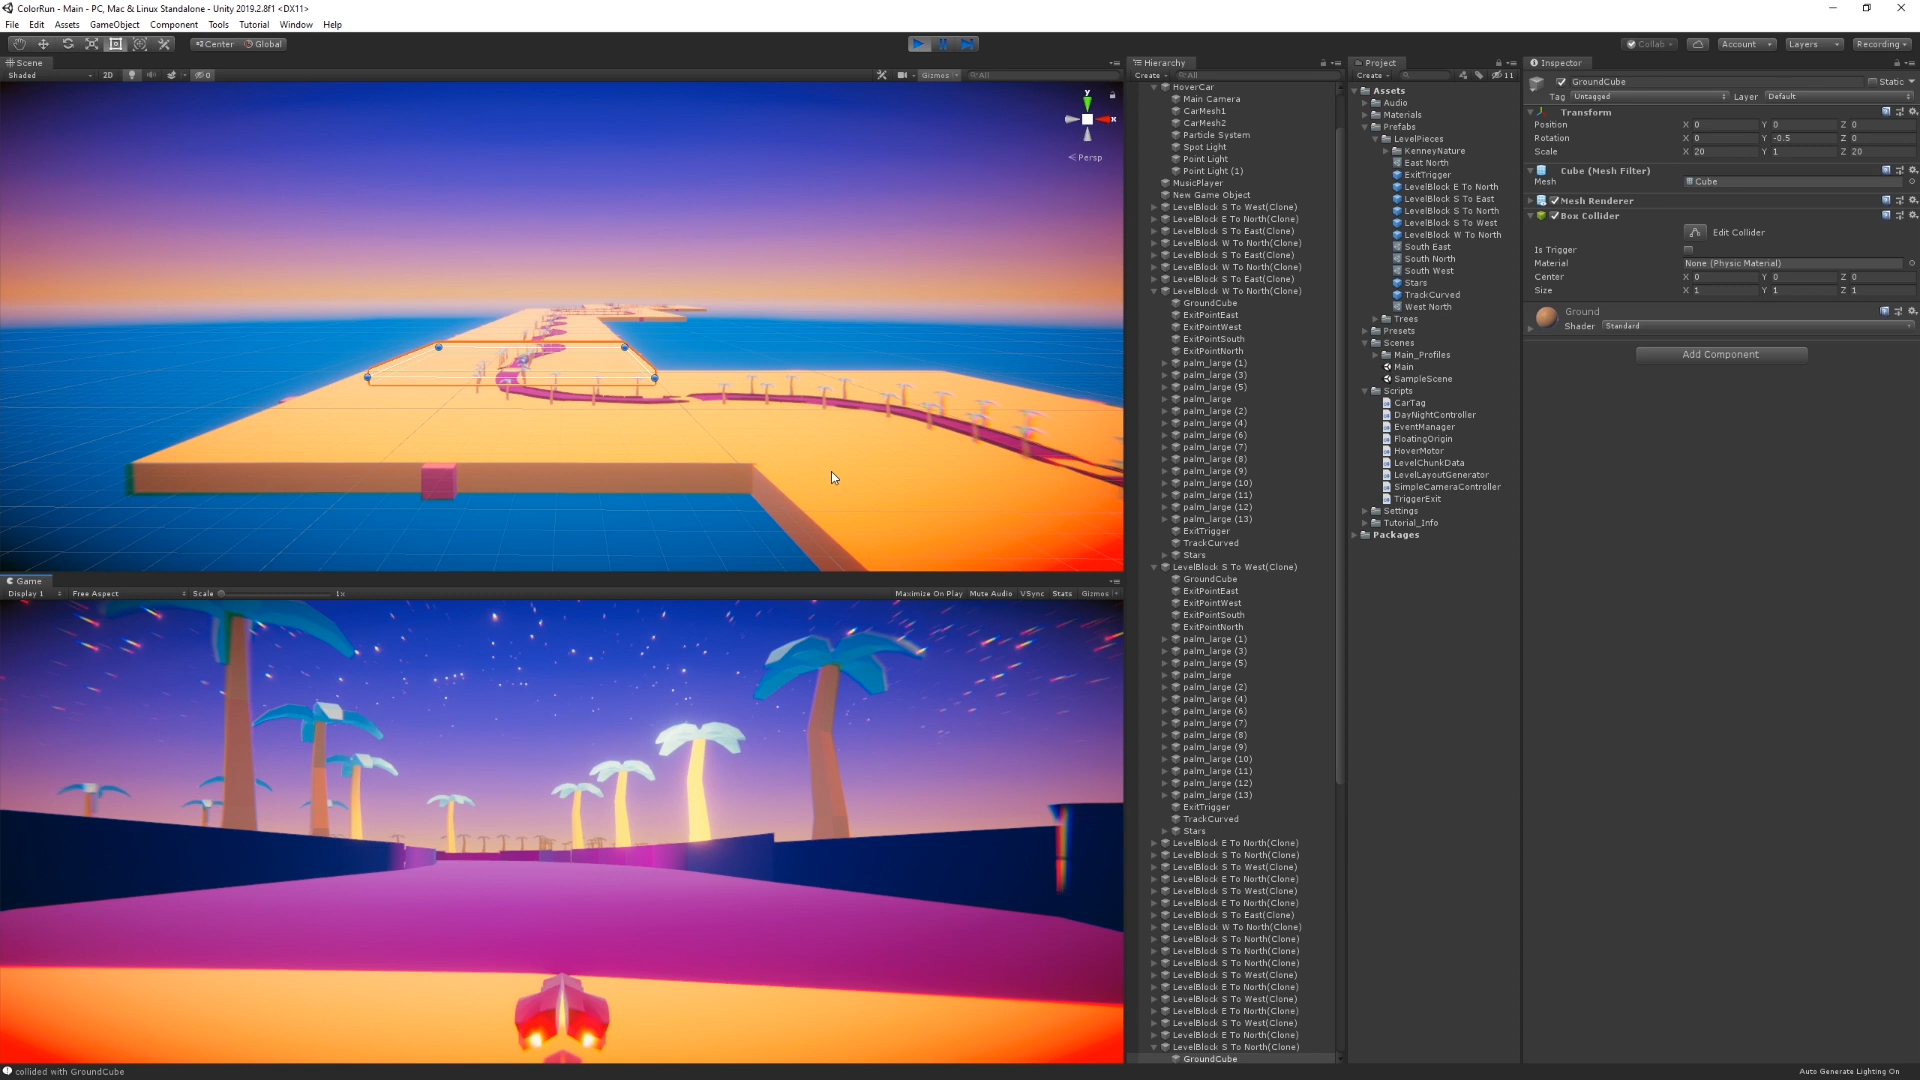 ColorRun - Main - PC, Mac & Linux Standalone - Unity 2019.2.8f1 <DX11>
File Edit Assets GameObject Component Tools Tutorial Window Help
Center Global
Collab Account Layers Recording
Scene
Shaded 2D 0 Gizmos All
y
x
Persp
Game
Display 1 Free Aspect Scale 1x Maximize On Play Mute Audio VSync Stats Gizmos
Hierarchy
Create All
HoverCar
Main Camera
CarMesh1
CarMesh2
Particle System
Spot Light
Point Light
Point Light (1)
MusicPlayer
New Game Object
LevelBlock S To West(Clone)
LevelBlock E To North(Clone)
LevelBlock S To East(Clone)
LevelBlock W To North(Clone)
LevelBlock S To East(Clone)
LevelBlock W To North(Clone)
LevelBlock S To East(Clone)
LevelBlock W To North(Clone)
GroundCube
ExitPointEast
ExitPointWest
ExitPointSouth
ExitPointNorth
palm_large (1)
palm_large (3)
palm_large (5)
palm_large
palm_large (2)
palm_large (4)
palm_large (6)
palm_large (7)
palm_large (8)
palm_large (9)
palm_large (10)
palm_large (11)
palm_large (12)
palm_large (13)
ExitTrigger
TrackCurved
Stars
LevelBlock S To West(Clone)
GroundCube
ExitPointEast
ExitPointWest
ExitPointSouth
ExitPointNorth
palm_large (1)
palm_large (3)
palm_large (5)
palm_large
palm_large (2)
palm_large (4)
palm_large (6)
palm_large (7)
palm_large (8)
palm_large (9)
palm_large (10)
palm_large (11)
palm_large (12)
palm_large (13)
ExitTrigger
TrackCurved
Stars
LevelBlock E To North(Clone)
LevelBlock S To North(Clone)
LevelBlock S To West(Clone)
LevelBlock E To North(Clone)
LevelBlock S To West(Clone)
LevelBlock E To North(Clone)
LevelBlock S To East(Clone)
LevelBlock W To North(Clone)
LevelBlock S To North(Clone)
LevelBlock S To North(Clone)
LevelBlock S To North(Clone)
LevelBlock S To West(Clone)
LevelBlock E To North(Clone)
LevelBlock S To West(Clone)
LevelBlock E To North(Clone)
LevelBlock S To West(Clone)
LevelBlock E To North(Clone)
LevelBlock S To North(Clone)
GroundCube
Project
Create 11
Assets
Audio
Materials
Prefabs
LevelPieces
KenneyNature
East North
ExitTrigger
LevelBlock E To North
LevelBlock S To East
LevelBlock S To North
LevelBlock S To West
LevelBlock W To North
South East
South North
South West
Stars
TrackCurved
West North
Trees
Presets
Scenes
Main_Profiles
Main
SampleScene
Scripts
CarTag
DayNightController
EventManager
FloatingOrigin
HoverMotor
LevelChunkData
LevelLayoutGenerator
SimpleCameraController
TriggerExit
Settings
Tutorial_Info
Packages
Inspector
GroundCube Static
Tag Untagged Layer Default
Transform
Position X 0 Y 0 Z 0
Rotation X 0 Y -0.5 Z 0
Scale X 20 Y 1 Z 20
Cube (Mesh Filter)
Mesh Cube
Mesh Renderer
Box Collider
Edit Collider
Is Trigger
Material None (Physic Material)
Center X 0 Y 0 Z 0
Size X 1 Y 1 Z 1
Ground
Shader Standard
Add Component
collided with GroundCube
Auto Generate Lighting On